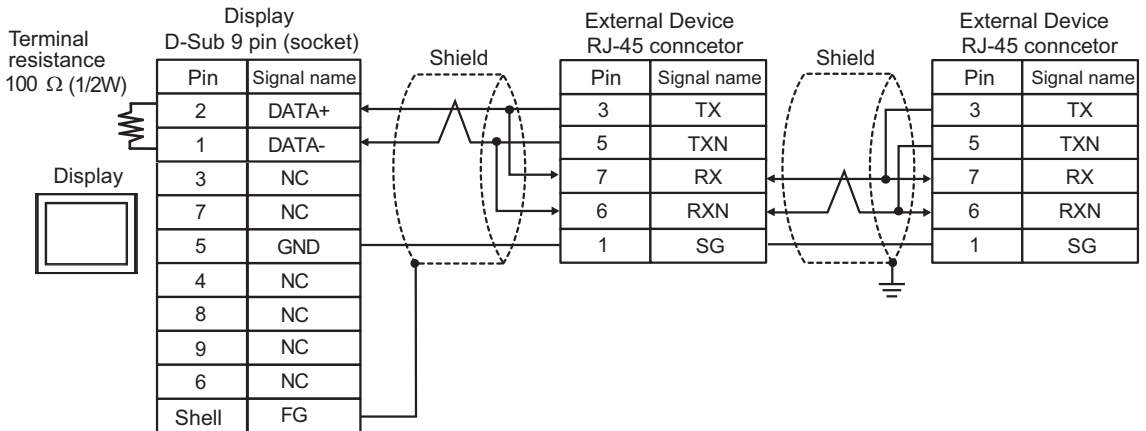 Terminal
resistance
100 Ω (1/2W)
Display
D-Sub 9 pin (socket)
Pin Signal name
2 DATA+
1 DATA-
3 NC
7 NC
5 GND
4 NC
8 NC
9 NC
6 NC
Shell FG
Display
Shield
External Device
RJ-45 conncetor
Pin Signal name
3 TX
5 TXN
7 RX
6 RXN
1 SG
Shield
External Device
RJ-45 conncetor
Pin Signal name
3 TX
5 TXN
7 RX
6 RXN
1 SG